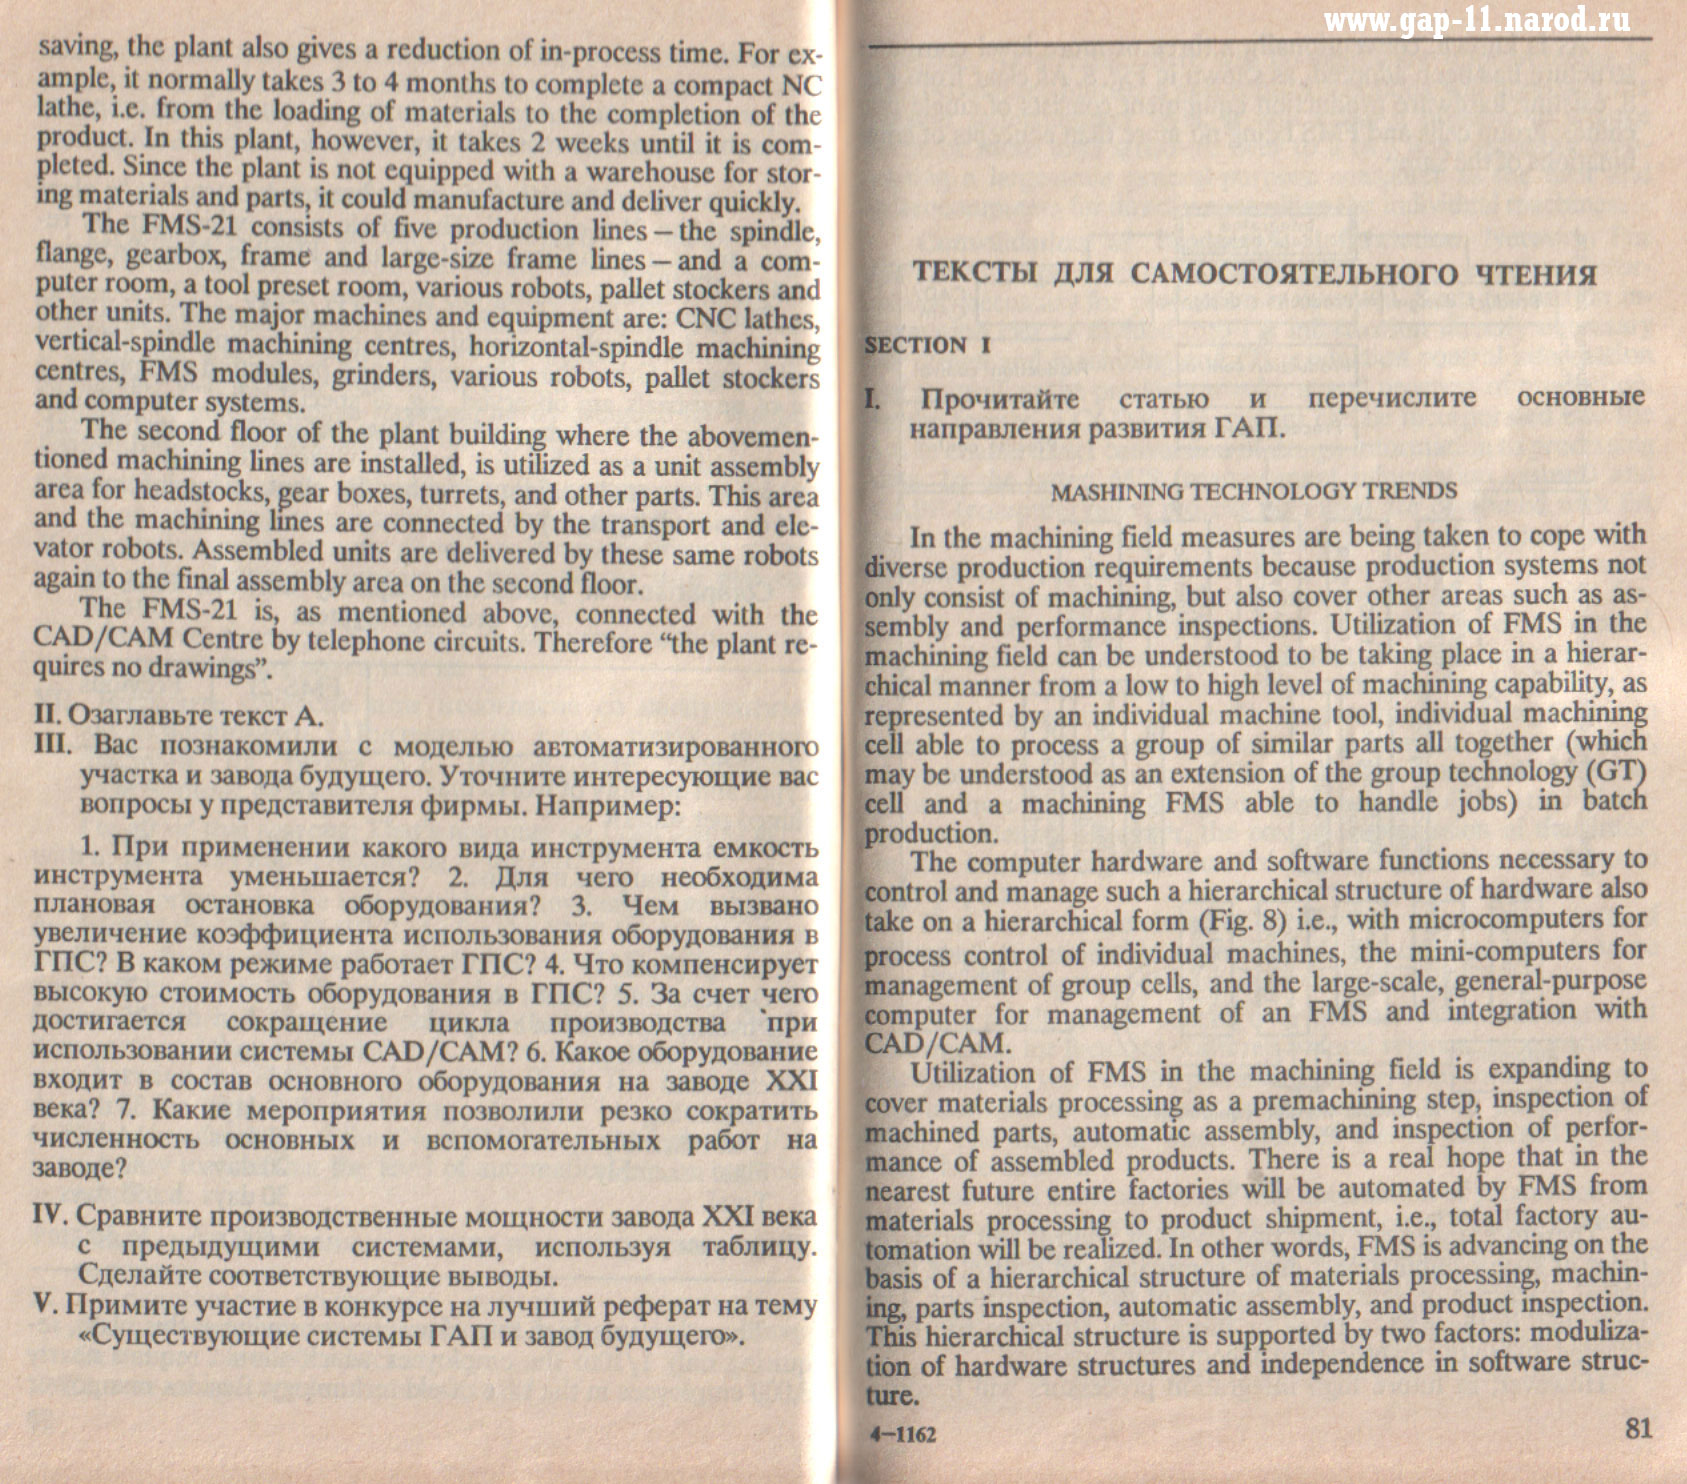 saving, the plant also gives a reduction of in-process time. For ex-
ample, it normally takes 3 to 4 months to complete a compact NC
lathe, i.e. from the loading of materials to the completion of the
product. In this plant, however, it takes 2 weeks until it is com-
pleted. Since the plant is not equipped with a warehouse for stor-
ing materials and parts, it could manufacture and deliver quickly.
The FMS-21 consists of five production lines — the spindle,
flange, gearbox, frame and large-size frame lines — and a com-
puter room, a tool preset room, various robots, pallet stockers and
other units. The major machines and equipment are: CNC lathes,
vertical-spindle machining centres, horizontal-spindle machining
centres, FMS modules, grinders, various robots, pallet stockers
and computer systems.
The second floor of the plant building where the abovemen-
tioned machining lines are installed, is utilized as a unit assembly
area for headstocks, gear boxes, turrets, and other parts. This area
and the machining lines are connected by the transport and ele-
vator robots. Assembled units are delivered by these same robots
again to the final assembly area on the second floor.
The FMS-21 is, as mentioned above, connected with the
CAD/CAM Centre by telephone circuits. Therefore “the plant re-
quires no drawings”.
II. Озаглавьте текст А.
III. Вас познакомили с моделью автоматизированного
участка и завода будущего. Уточните интересующие вас
вопросы у представителя фирмы. Например:
1. При применении какого вида инструмента емкость
инструмента уменьшается? 2. Для чего необходима
плановая остановка оборудования? 3. Чем вызвано
увеличение коэффициента использования оборудования в
ГПС? В каком режиме работает ГПС? 4. Что компенсирует
высокую стоимость оборудования в ГПС? 5. За счет чего
достигается сокращение цикла производства при
использовании системы CAD/CAM? 6. Какое оборудование
входит в состав основного оборудования на заводе XXI
века? 7. Какие мероприятия позволили резко сократить
численность основных и вспомогательных работ на
заводе?
IV. Сравните производственные мощности завода XXI века
с предыдущими системами, используя таблицу.
Сделайте соответствующие выводы.
V. Примите участие в конкурсе на лучший реферат на тему
«Существующие системы ГАП и завод будущего».
www.gap-11.narod.ru
ТЕКСТЫ ДЛЯ САМОСТОЯТЕЛЬНОГО ЧТЕНИЯ
SECTION I
I. Прочитайте статью и перечислите основные
направления развития ГАП.
MASHINING TECHNOLOGY TRENDS
In the machining field measures are being taken to cope with
diverse production requirements because production systems not
only consist of machining, but also cover other areas such as as-
sembly and performance inspections. Utilization of FMS in the
machining field can be understood to be taking place in a hierar-
chical manner from a low to high level of machining capability, as
represented by an individual machine tool, individual machining
cell able to process a group of similar parts all together (which
may be understood as an extension of the group technology (GT)
cell and a machining FMS able to handle jobs) in batch
production.
The computer hardware and software functions necessary to
control and manage such a hierarchical structure of hardware also
take on a hierarchical form (Fig. 8) i.e., with microcomputers for
process control of individual machines, the mini-computers for
management of group cells, and the large-scale, general-purpose
computer for management of an FMS and integration with
CAD/CAM.
Utilization of FMS in the machining field is expanding to
cover materials processing as a premachining step, inspection of
machined parts, automatic assembly, and inspection of perfor-
mance of assembled products. There is a real hope that in the
nearest future entire factories will be automated by FMS from
materials processing to product shipment, i.e., total factory au-
tomation will be realized. In other words, FMS is advancing on the
basis of a hierarchical structure of materials processing, machin-
ing, parts inspection, automatic assembly, and product inspection.
This hierarchical structure is supported by two factors: moduliza-
tion of hardware structures and independence in software struc-
ture.
4–1162
81